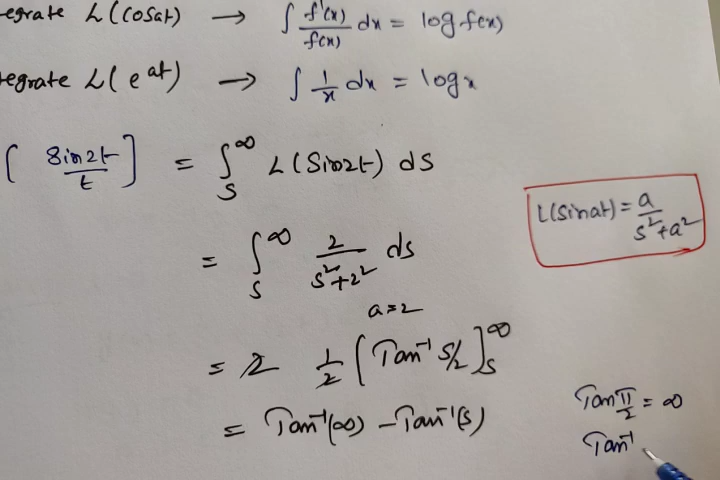 egrate L(Cosat) → ∫ f'(x)/f(x) dx = log f(x)
tegrate L(e^at) → ∫ 1/x dx = log x
[Sin2t/t] = ∫_S^∞ L(Sin2t) ds
L(sinat) = a/(s²+a²)
= ∫_S^∞ 2/(s²+2²) ds
a=2
= 2 1/2 [Tan⁻¹ s/2]_S^∞
Tan π/2 = ∞
= Tan⁻¹(∞) - Tan⁻¹(s)
Tan⁻¹